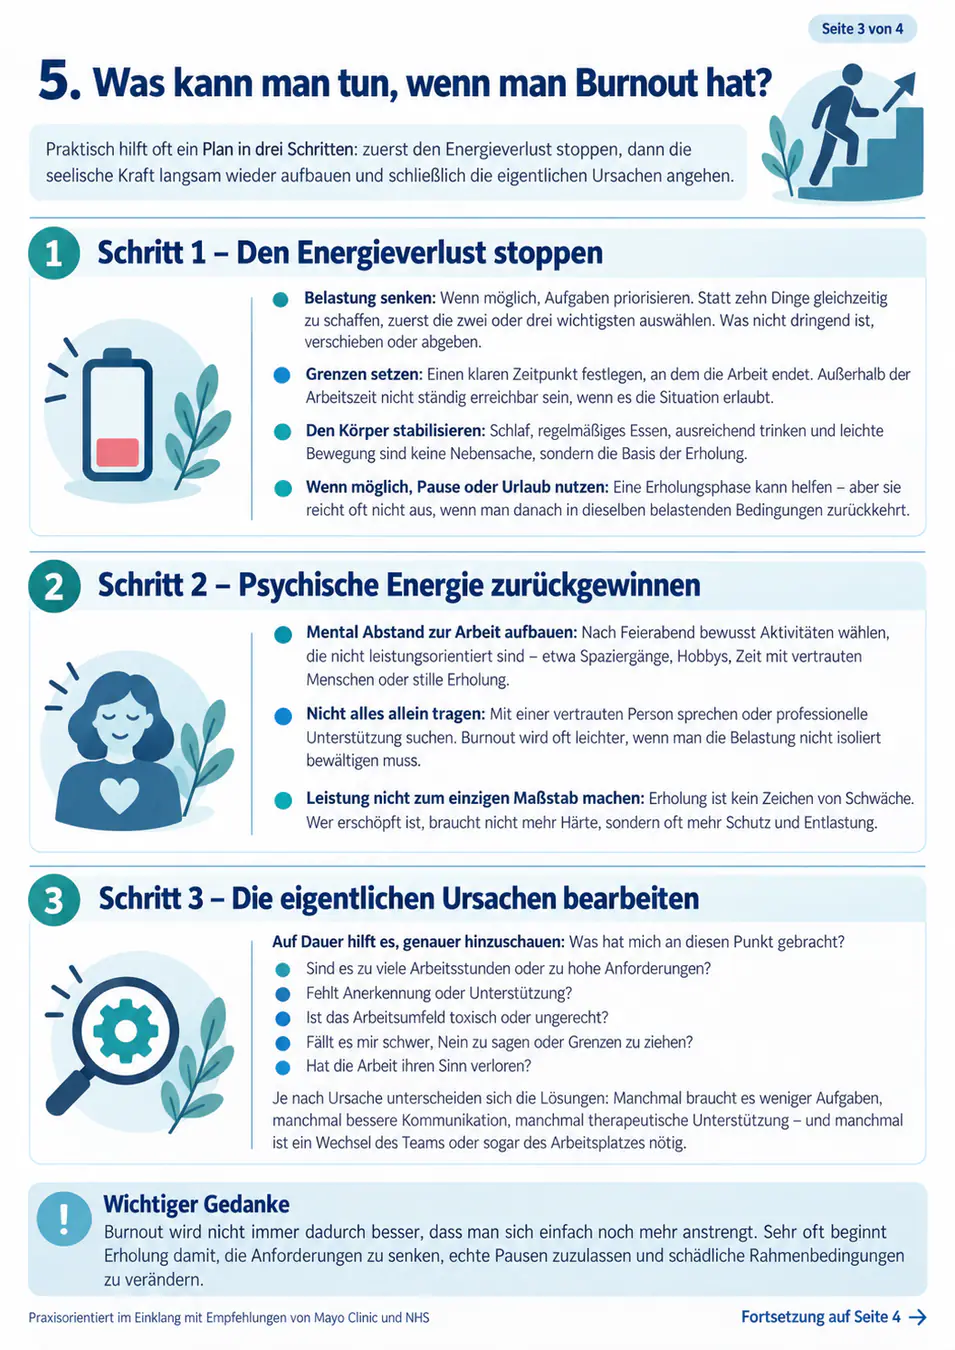 Seite 3 von 4
5. Was kann man tun, wenn man Burnout hat?
Praktisch hilft oft ein Plan in drei Schritten: zuerst den Energieverlust stoppen, dann die
seelische Kraft langsam wieder aufbauen und schließlich die eigentlichen Ursachen angehen.
1 Schritt 1 – Den Energieverlust stoppen
Belastung senken: Wenn möglich, Aufgaben priorisieren. Statt zehn Dinge gleichzeitig
zu schaffen, zuerst die zwei oder drei wichtigsten auswählen. Was nicht dringend ist,
verschieben oder abgeben.
Grenzen setzen: Einen klaren Zeitpunkt festlegen, an dem die Arbeit endet. Außerhalb der
Arbeitszeit nicht ständig erreichbar sein, wenn es die Situation erlaubt.
Den Körper stabilisieren: Schlaf, regelmäßiges Essen, ausreichend trinken und leichte
Bewegung sind keine Nebensache, sondern die Basis der Erholung.
Wenn möglich, Pause oder Urlaub nutzen: Eine Erholungsphase kann helfen – aber sie
reicht oft nicht aus, wenn man danach in dieselben belastenden Bedingungen zurückkehrt.
2 Schritt 2 – Psychische Energie zurückgewinnen
Mental Abstand zur Arbeit aufbauen: Nach Feierabend bewusst Aktivitäten wählen,
die nicht leistungsorientiert sind – etwa Spaziergänge, Hobbys, Zeit mit vertrauten
Menschen oder stille Erholung.
Nicht alles allein tragen: Mit einer vertrauten Person sprechen oder professionelle
Unterstützung suchen. Burnout wird oft leichter, wenn man die Belastung nicht isoliert
bewältigen muss.
Leistung nicht zum einzigen Maßstab machen: Erholung ist kein Zeichen von Schwäche.
Wer erschöpft ist, braucht nicht mehr Härte, sondern oft mehr Schutz und Entlastung.
3 Schritt 3 – Die eigentlichen Ursachen bearbeiten
Auf Dauer hilft es, genauer hinzuschauen: Was hat mich an diesen Punkt gebracht?
Sind es zu viele Arbeitsstunden oder zu hohe Anforderungen?
Fehlt Anerkennung oder Unterstützung?
Ist das Arbeitsumfeld toxisch oder ungerecht?
Fällt es mir schwer, Nein zu sagen oder Grenzen zu ziehen?
Hat die Arbeit ihren Sinn verloren?
Je nach Ursache unterscheiden sich die Lösungen: Manchmal braucht es weniger Aufgaben,
manchmal bessere Kommunikation, manchmal therapeutische Unterstützung – und manchmal
ist ein Wechsel des Teams oder sogar des Arbeitsplatzes nötig.
! Wichtiger Gedanke
Burnout wird nicht immer dadurch besser, dass man sich einfach noch mehr anstrengt. Sehr oft beginnt
Erholung damit, die Anforderungen zu senken, echte Pausen zuzulassen und schädliche Rahmenbedingungen
zu verändern.
Praxisorientiert im Einklang mit Empfehlungen von Mayo Clinic und NHS
Fortsetzung auf Seite 4 →